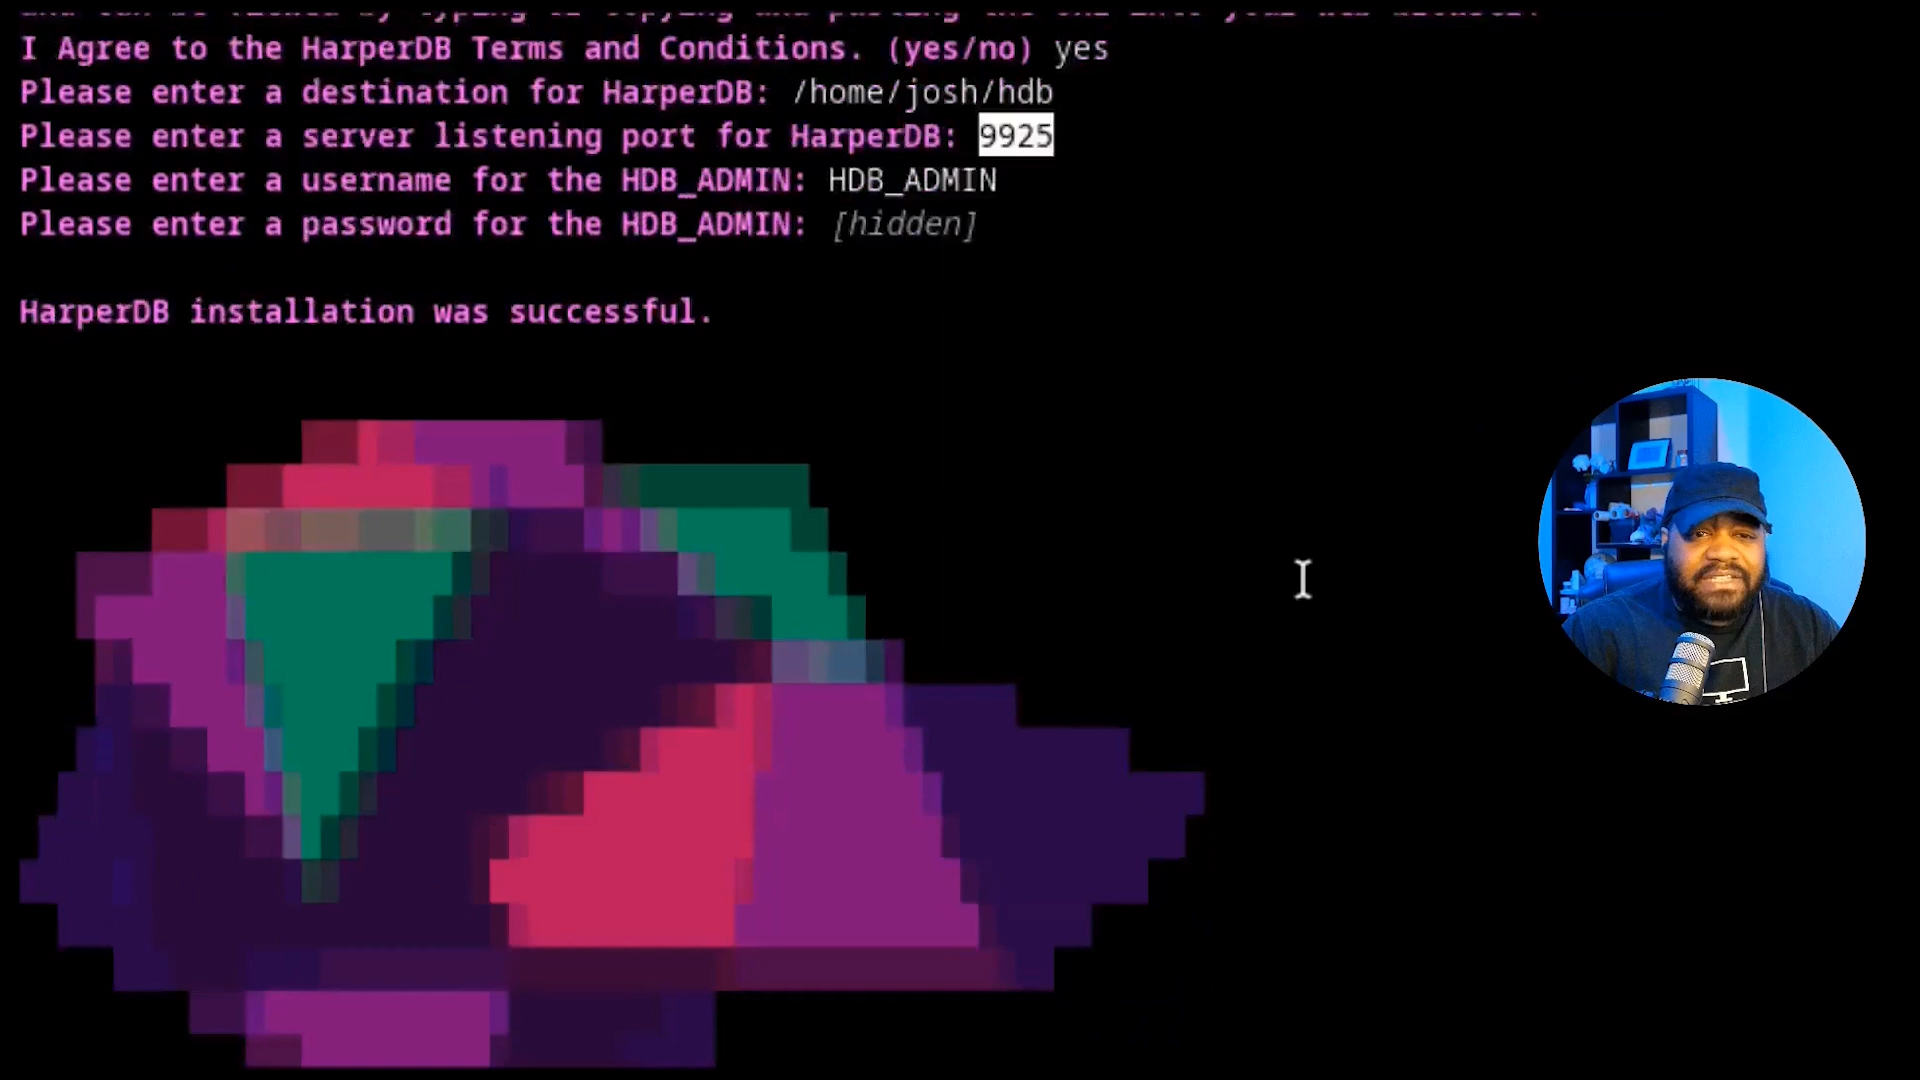 I Agree to the HarperDB Terms and Conditions. (yes/no) yes
Please enter a destination for HarperDB: /home/josh/hdb
Please enter a server listening port for HarperDB: 9925
Please enter a username for the HDB_ADMIN: HDB_ADMIN
Please enter a password for the HDB_ADMIN: [hidden]
HarperDB installation was successful.